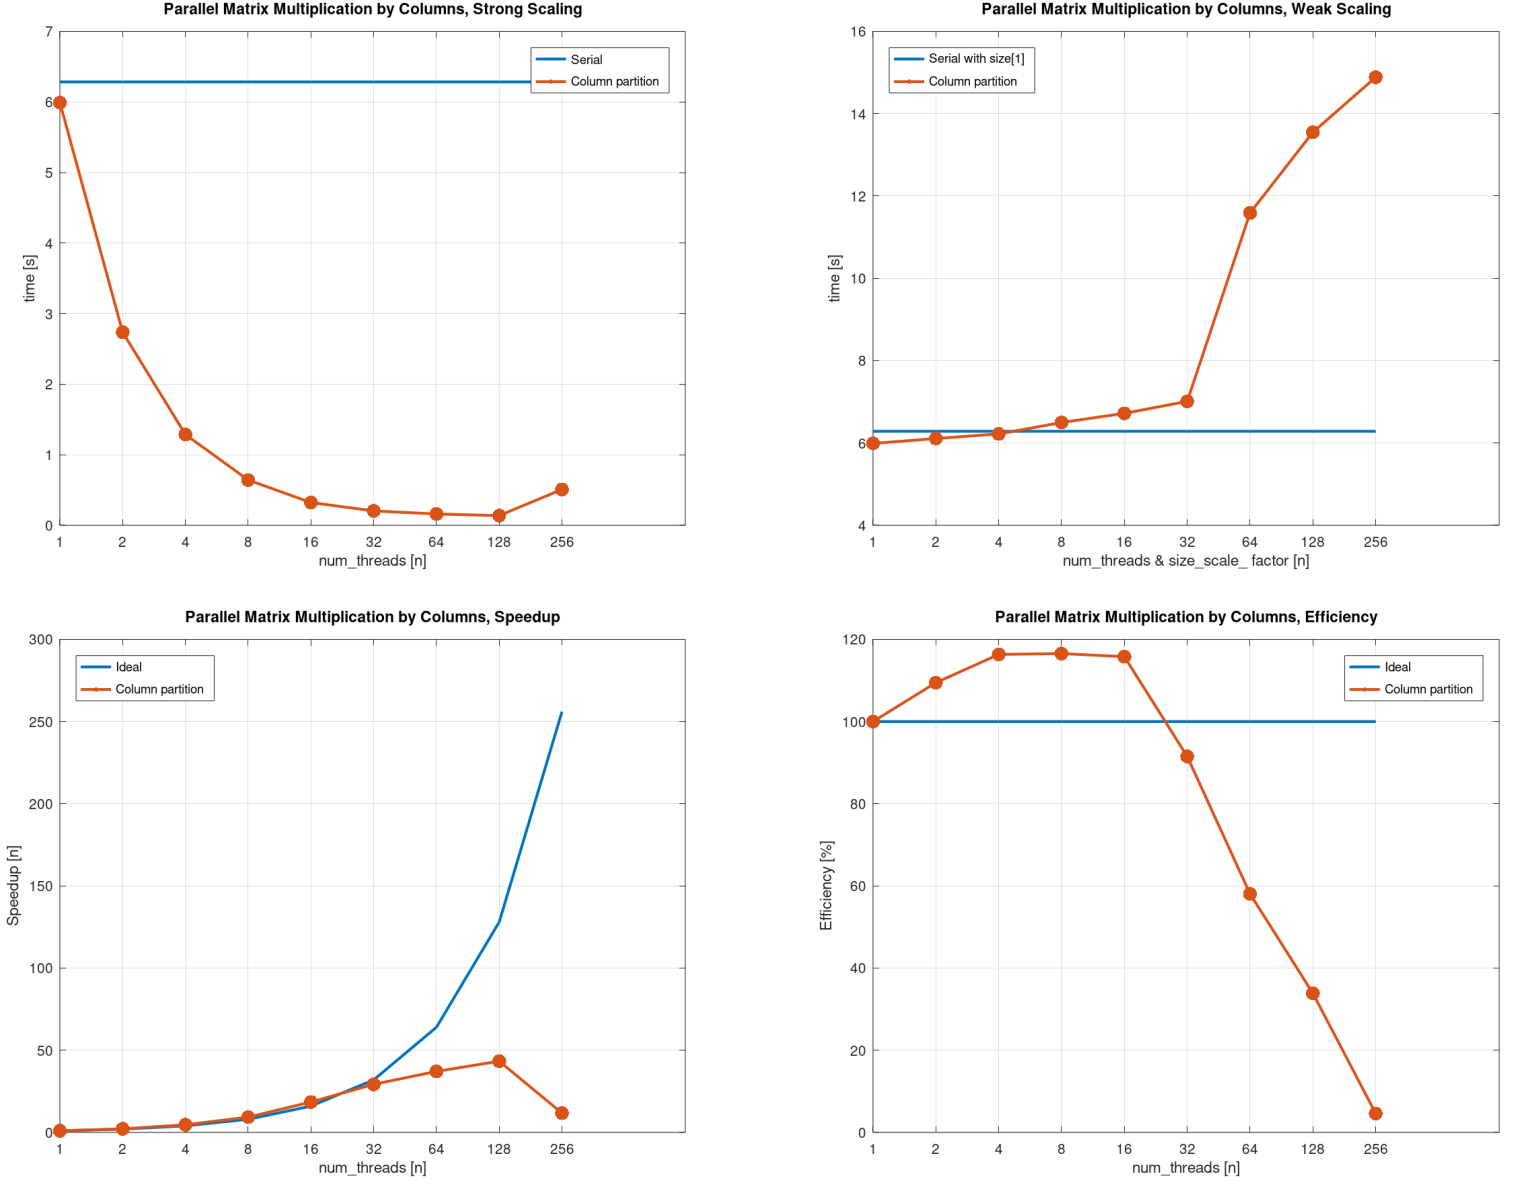 Parallel Matrix Multiplication by Columns, Strong Scaling
7
6
5
4
3
2
1
0
time [s]
Serial
Column partition
1 2 4 8 16 32 64 128 256
num_threads [n]
Parallel Matrix Multiplication by Columns, Weak Scaling
16
14
12
10
8
6
4
time [s]
Serial with size[1]
Column partition
1 2 4 8 16 32 64 128 256
num_threads & size_scale_ factor [n]
Parallel Matrix Multiplication by Columns, Speedup
300
250
200
150
100
50
0
Speedup [n]
Ideal
Column partition
1 2 4 8 16 32 64 128 256
num_threads [n]
Parallel Matrix Multiplication by Columns, Efficiency
120
100
80
60
40
20
0
Efficiency [%]
Ideal
Column partition
1 2 4 8 16 32 64 128 256
num_threads [n]